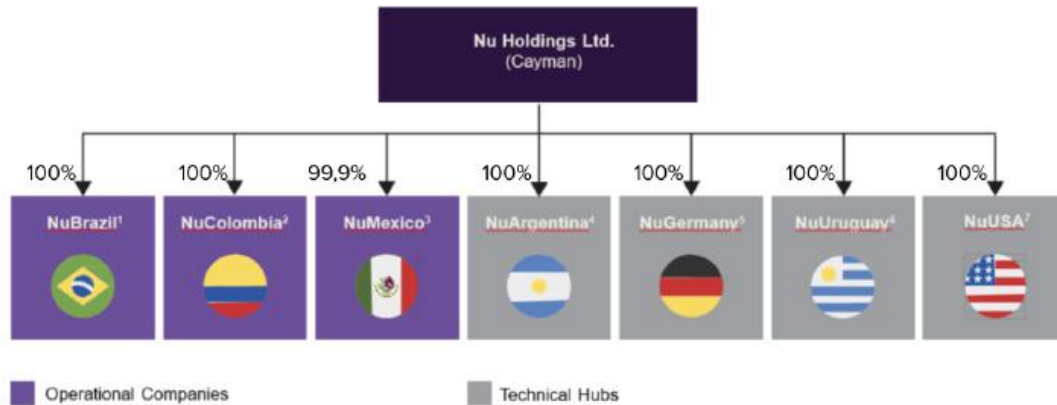 Nu Holdings Ltd.
(Cayman)
100% 100% 99,9% 100% 100% 100% 100%
NuBrazil¹ NuColombia² NuMexico³ NuArgentina⁴ NuGermany⁵ NuUruguay⁶ NuUSA⁷
Operational Companies Technical Hubs